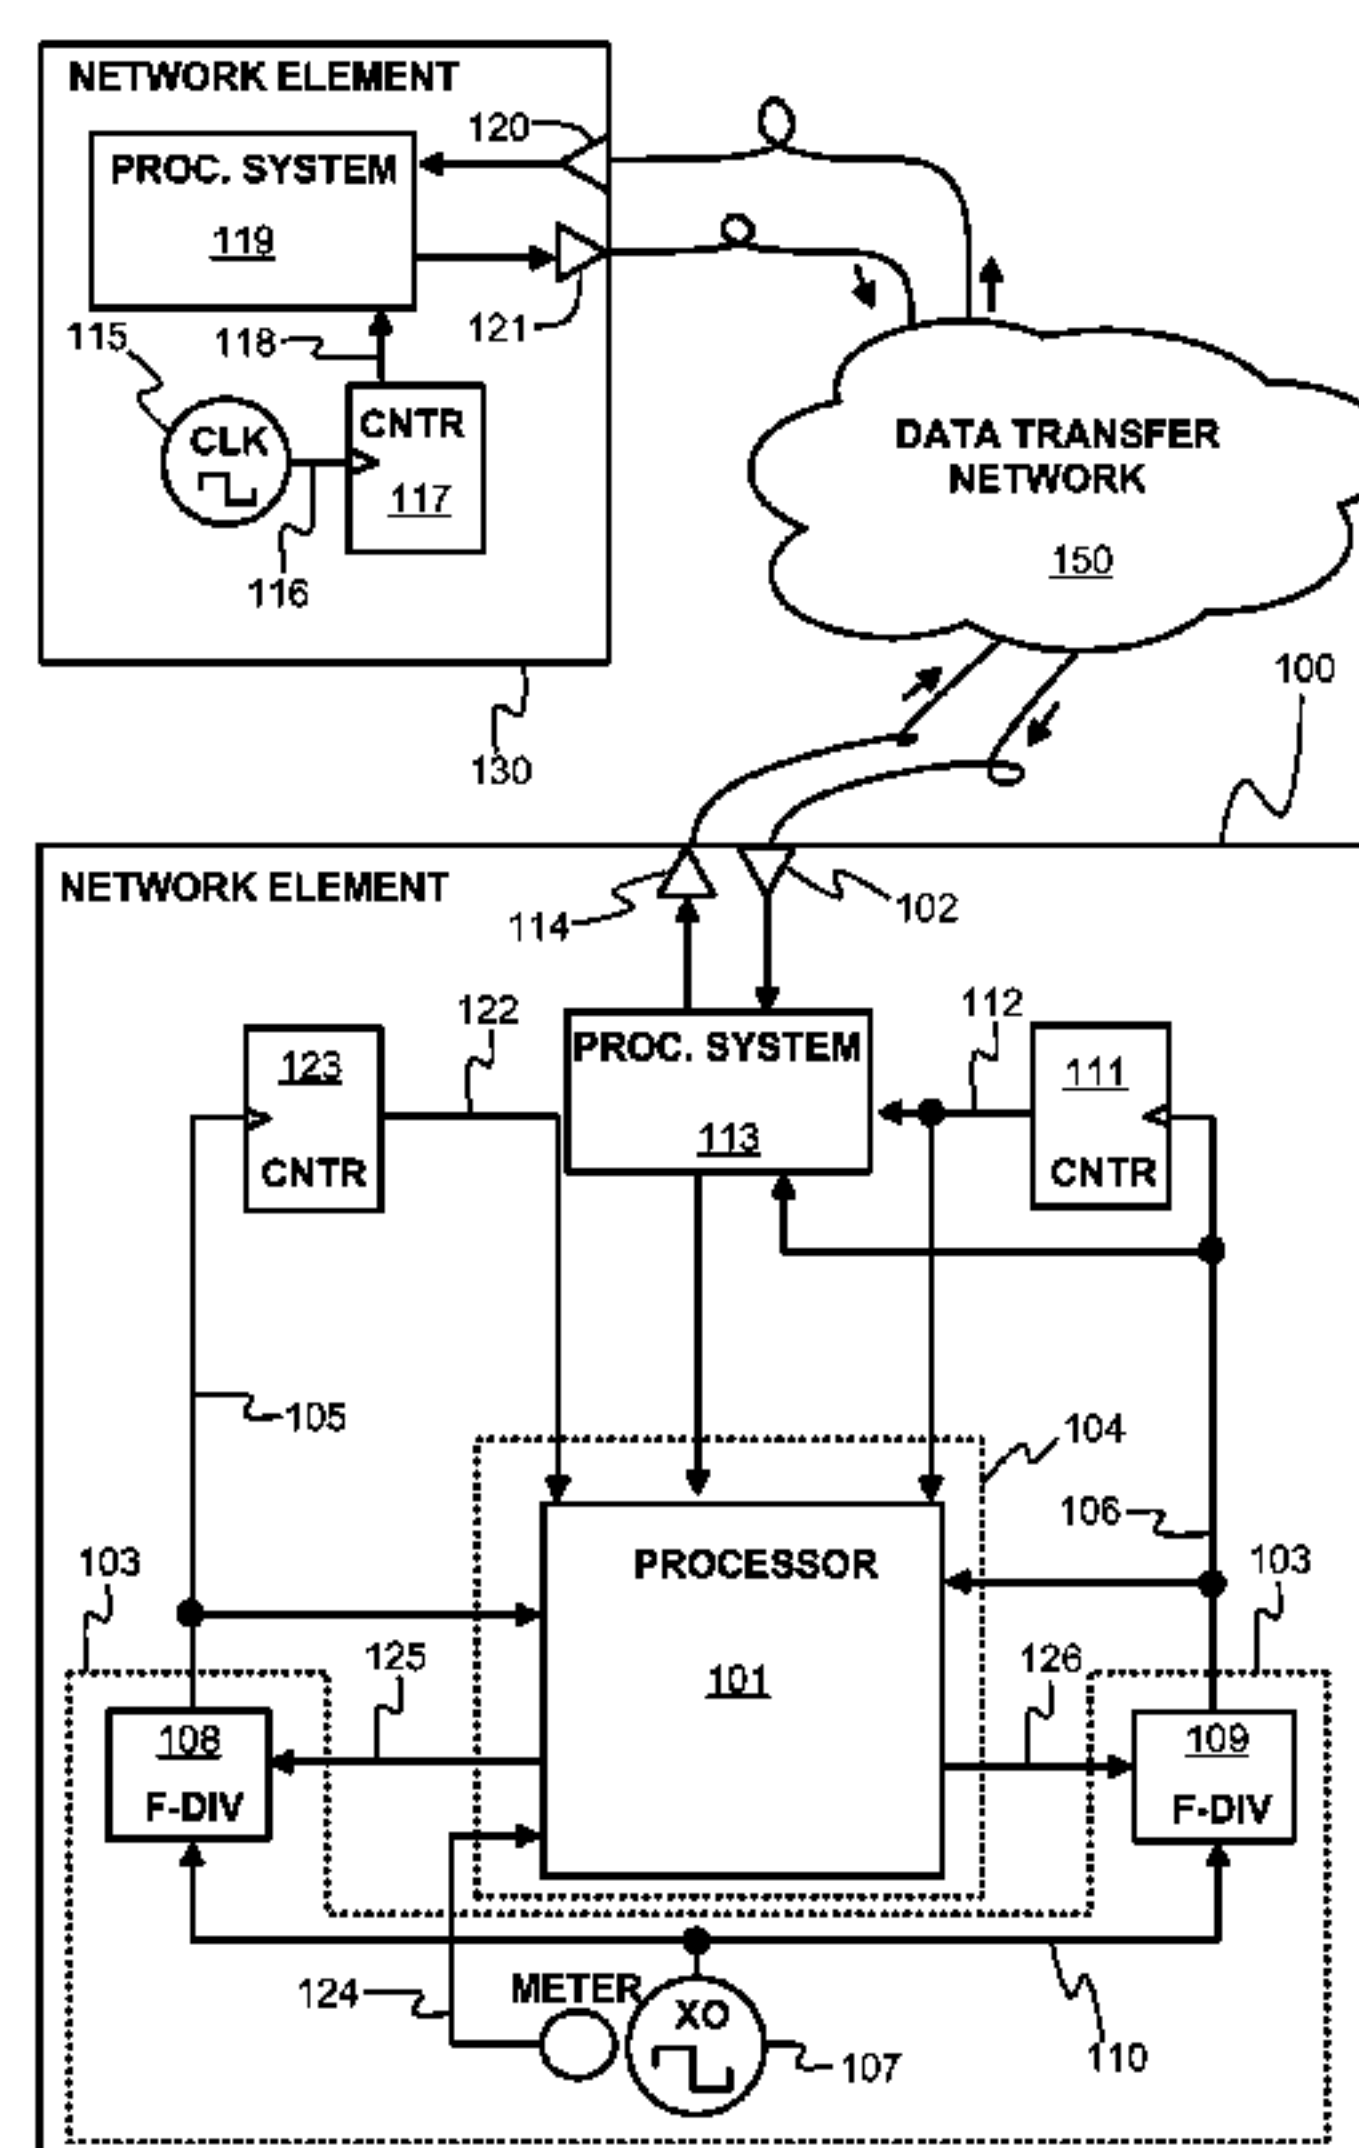 NETWORK ELEMENT
120
PROC. SYSTEM
119
121
115
118
CLK
CNTR
117
116
DATA TRANSFER
NETWORK
150
100
130
NETWORK ELEMENT
114
102
122
112
123
CNTR
PROC. SYSTEM
113
111
CNTR
105
104
106
103
103
PROCESSOR
101
125
126
108
F-DIV
109
F-DIV
124
METER
XO
107
110